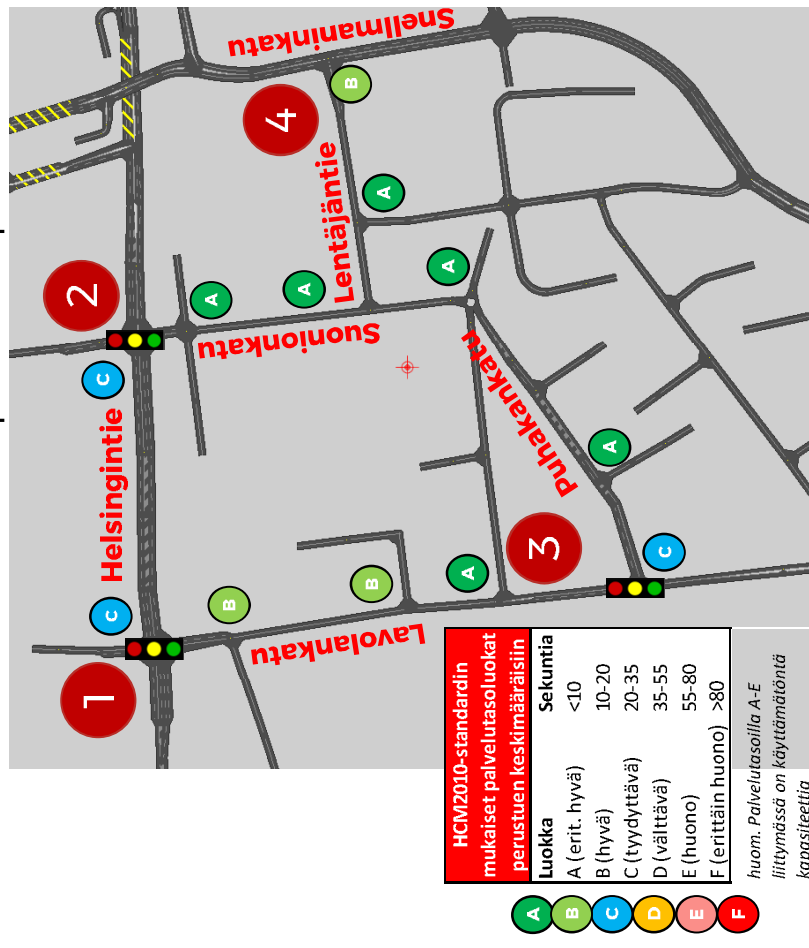 Snellmaninkatu
B
4
A
Lentäjäntie
2
A
A
A
Suonionkatu
C
Helsingintie
Puhakankatu
A
C
B
B
A
3
C
1
Lavolankatu
HCM2010-standardin
mukaiset palvelutasoluokat
perustuen keskimääräisiin
Luokka Sekuntia
A (erit. hyvä) <10
B (hyvä) 10-20
C (tyydyttävä) 20-35
D (välttävä) 35-55
E (huono) 55-80
F (erittäin huono) >80
A
B
C
D
E
F
huom. Palvelutasoilla A-E
liittymässä on käyttämätöntä
kapasiteettia